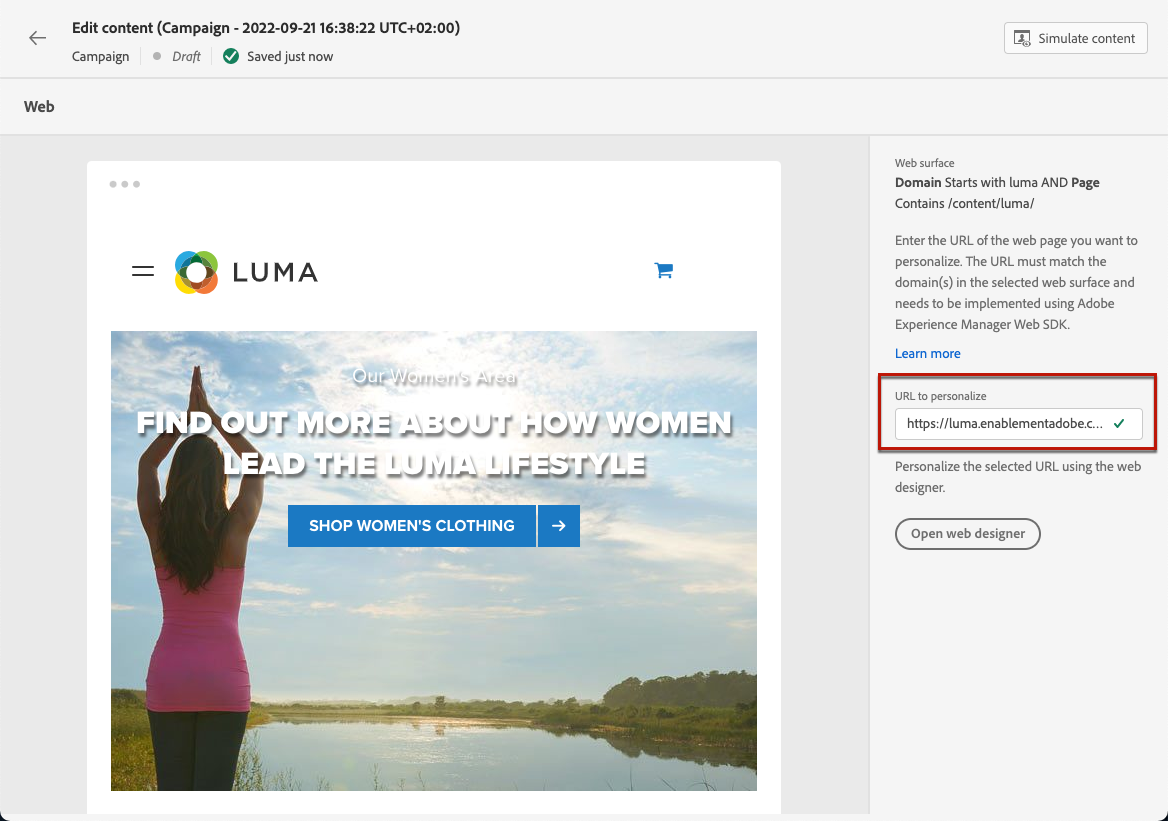 Edit content (Campaign - 2022-09-21 16:38:22 UTC+02:00)
Campaign
Draft
Saved just now
Simulate content
Web
LUMA
Our Women's Area
FIND OUT MORE ABOUT HOW WOMEN
LEAD THE LUMA LIFESTYLE
SHOP WOMEN'S CLOTHING
Web surface
Domain Starts with luma AND Page
Contains /content/luma/
Enter the URL of the web page you want to
personalize. The URL must match the
domain(s) in the selected web surface and
needs to be implemented using Adobe
Experience Manager Web SDK.
Learn more
URL to personalize
https://luma.enablementadobe.c...
Personalize the selected URL using the web
designer.
Open web designer